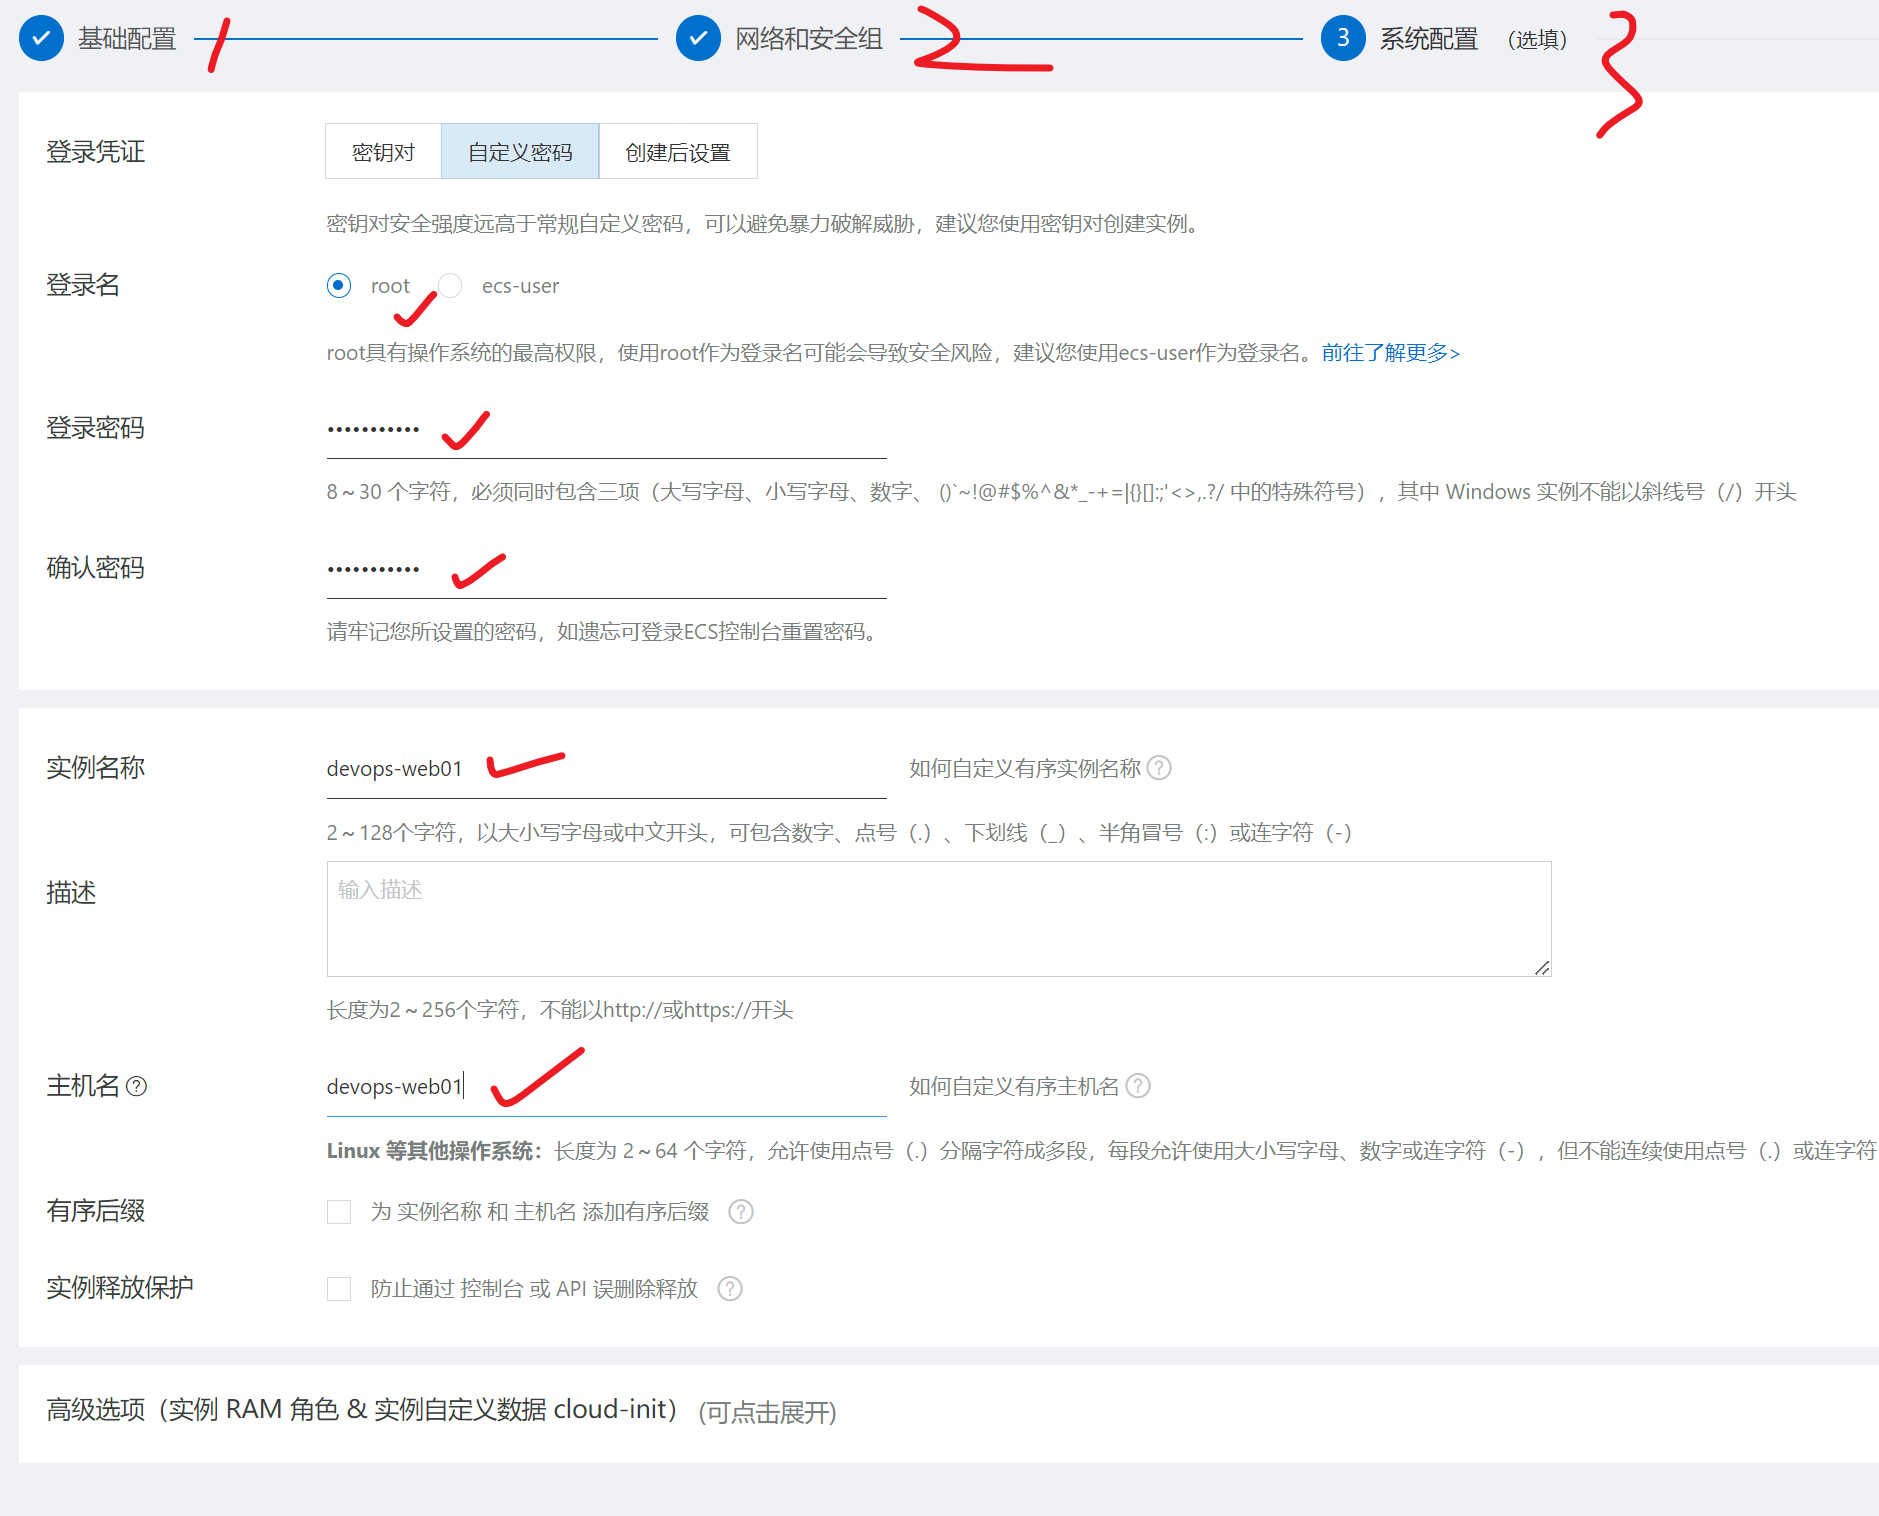 基础配置 1 网络和安全组 2 3 系统配置 （选填） 3
登录凭证 密钥对 自定义密码 创建后设置
密钥对安全强度远高于常规自定义密码，可以避免暴力破解威胁，建议您使用密钥对创建实例。
登录名 root ecs-user
root具有操作系统的最高权限，使用root作为登录名可能会导致安全风险，建议您使用ecs-user作为登录名。前往了解更多>
登录密码 •••••••••••
8～30 个字符，必须同时包含三项（大写字母、小写字母、数字、 ()`~!@#$%^&*_-+=|{}[]:;'<>,.?/ 中的特殊符号），其中 Windows 实例不能以斜线号（/）开头
确认密码 •••••••••••
请牢记您所设置的密码，如遗忘可登录ECS控制台重置密码。
实例名称 devops-web01 如何自定义有序实例名称 ?
2～128个字符，以大小写字母或中文开头，可包含数字、点号（.）、下划线（_）、半角冒号（:）或连字符（-）
描述 输入描述
长度为2～256个字符，不能以http://或https://开头
主机名 ? devops-web01 如何自定义有序主机名 ?
Linux 等其他操作系统：长度为 2～64 个字符，允许使用点号（.）分隔字符成多段，每段允许使用大小写字母、数字或连字符（-），但不能连续使用点号（.）或连字符
有序后缀 为 实例名称 和 主机名 添加有序后缀 ?
实例释放保护 防止通过 控制台 或 API 误删除释放 ?
高级选项（实例 RAM 角色 & 实例自定义数据 cloud-init） (可点击展开)